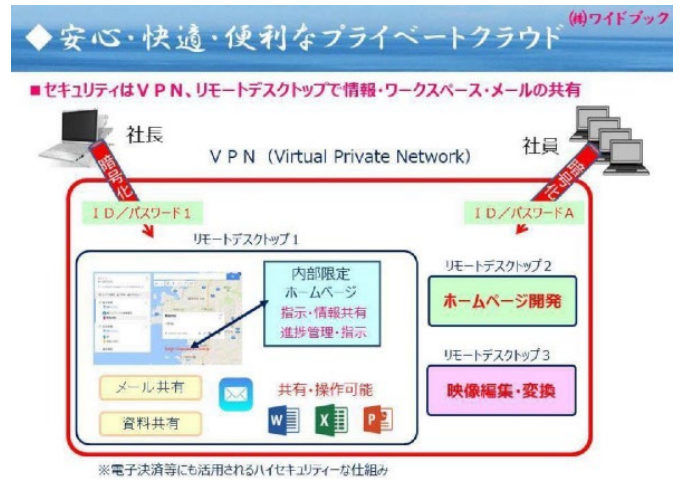 ◆安心・快適・便利なプライベートクラウド
㈱ワイドブック
■セキュリティはVPN、リモートデスクトップで情報・ワークスペース・メールの共有
社長
VPN（Virtual Private Network）
社員
暗号化
暗号化
ID／パスワード1
ID／パスワードA
リモートデスクトップ1
内部限定
ホームページ
指示・情報共有
進捗管理・指示
リモートデスクトップ2
ホームページ開発
リモートデスクトップ3
映像編集・変換
メール共有
資料共有
共有・操作可能
W
X
P
※電子決済等にも活用されるハイセキュリティーな仕組み